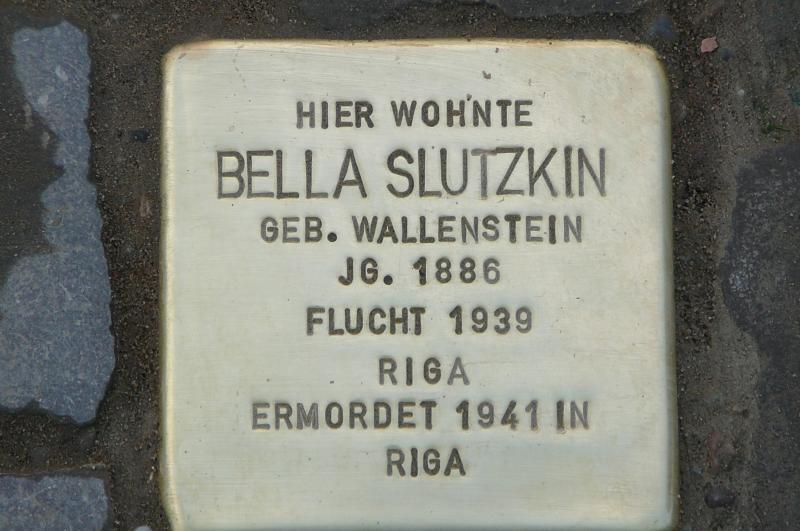 HIER WOHNTE
BELLA SLUTZKIN
GEB. WALLENSTEIN
JG. 1886
FLUCHT 1939
RIGA
ERMORDET 1941 IN
RIGA